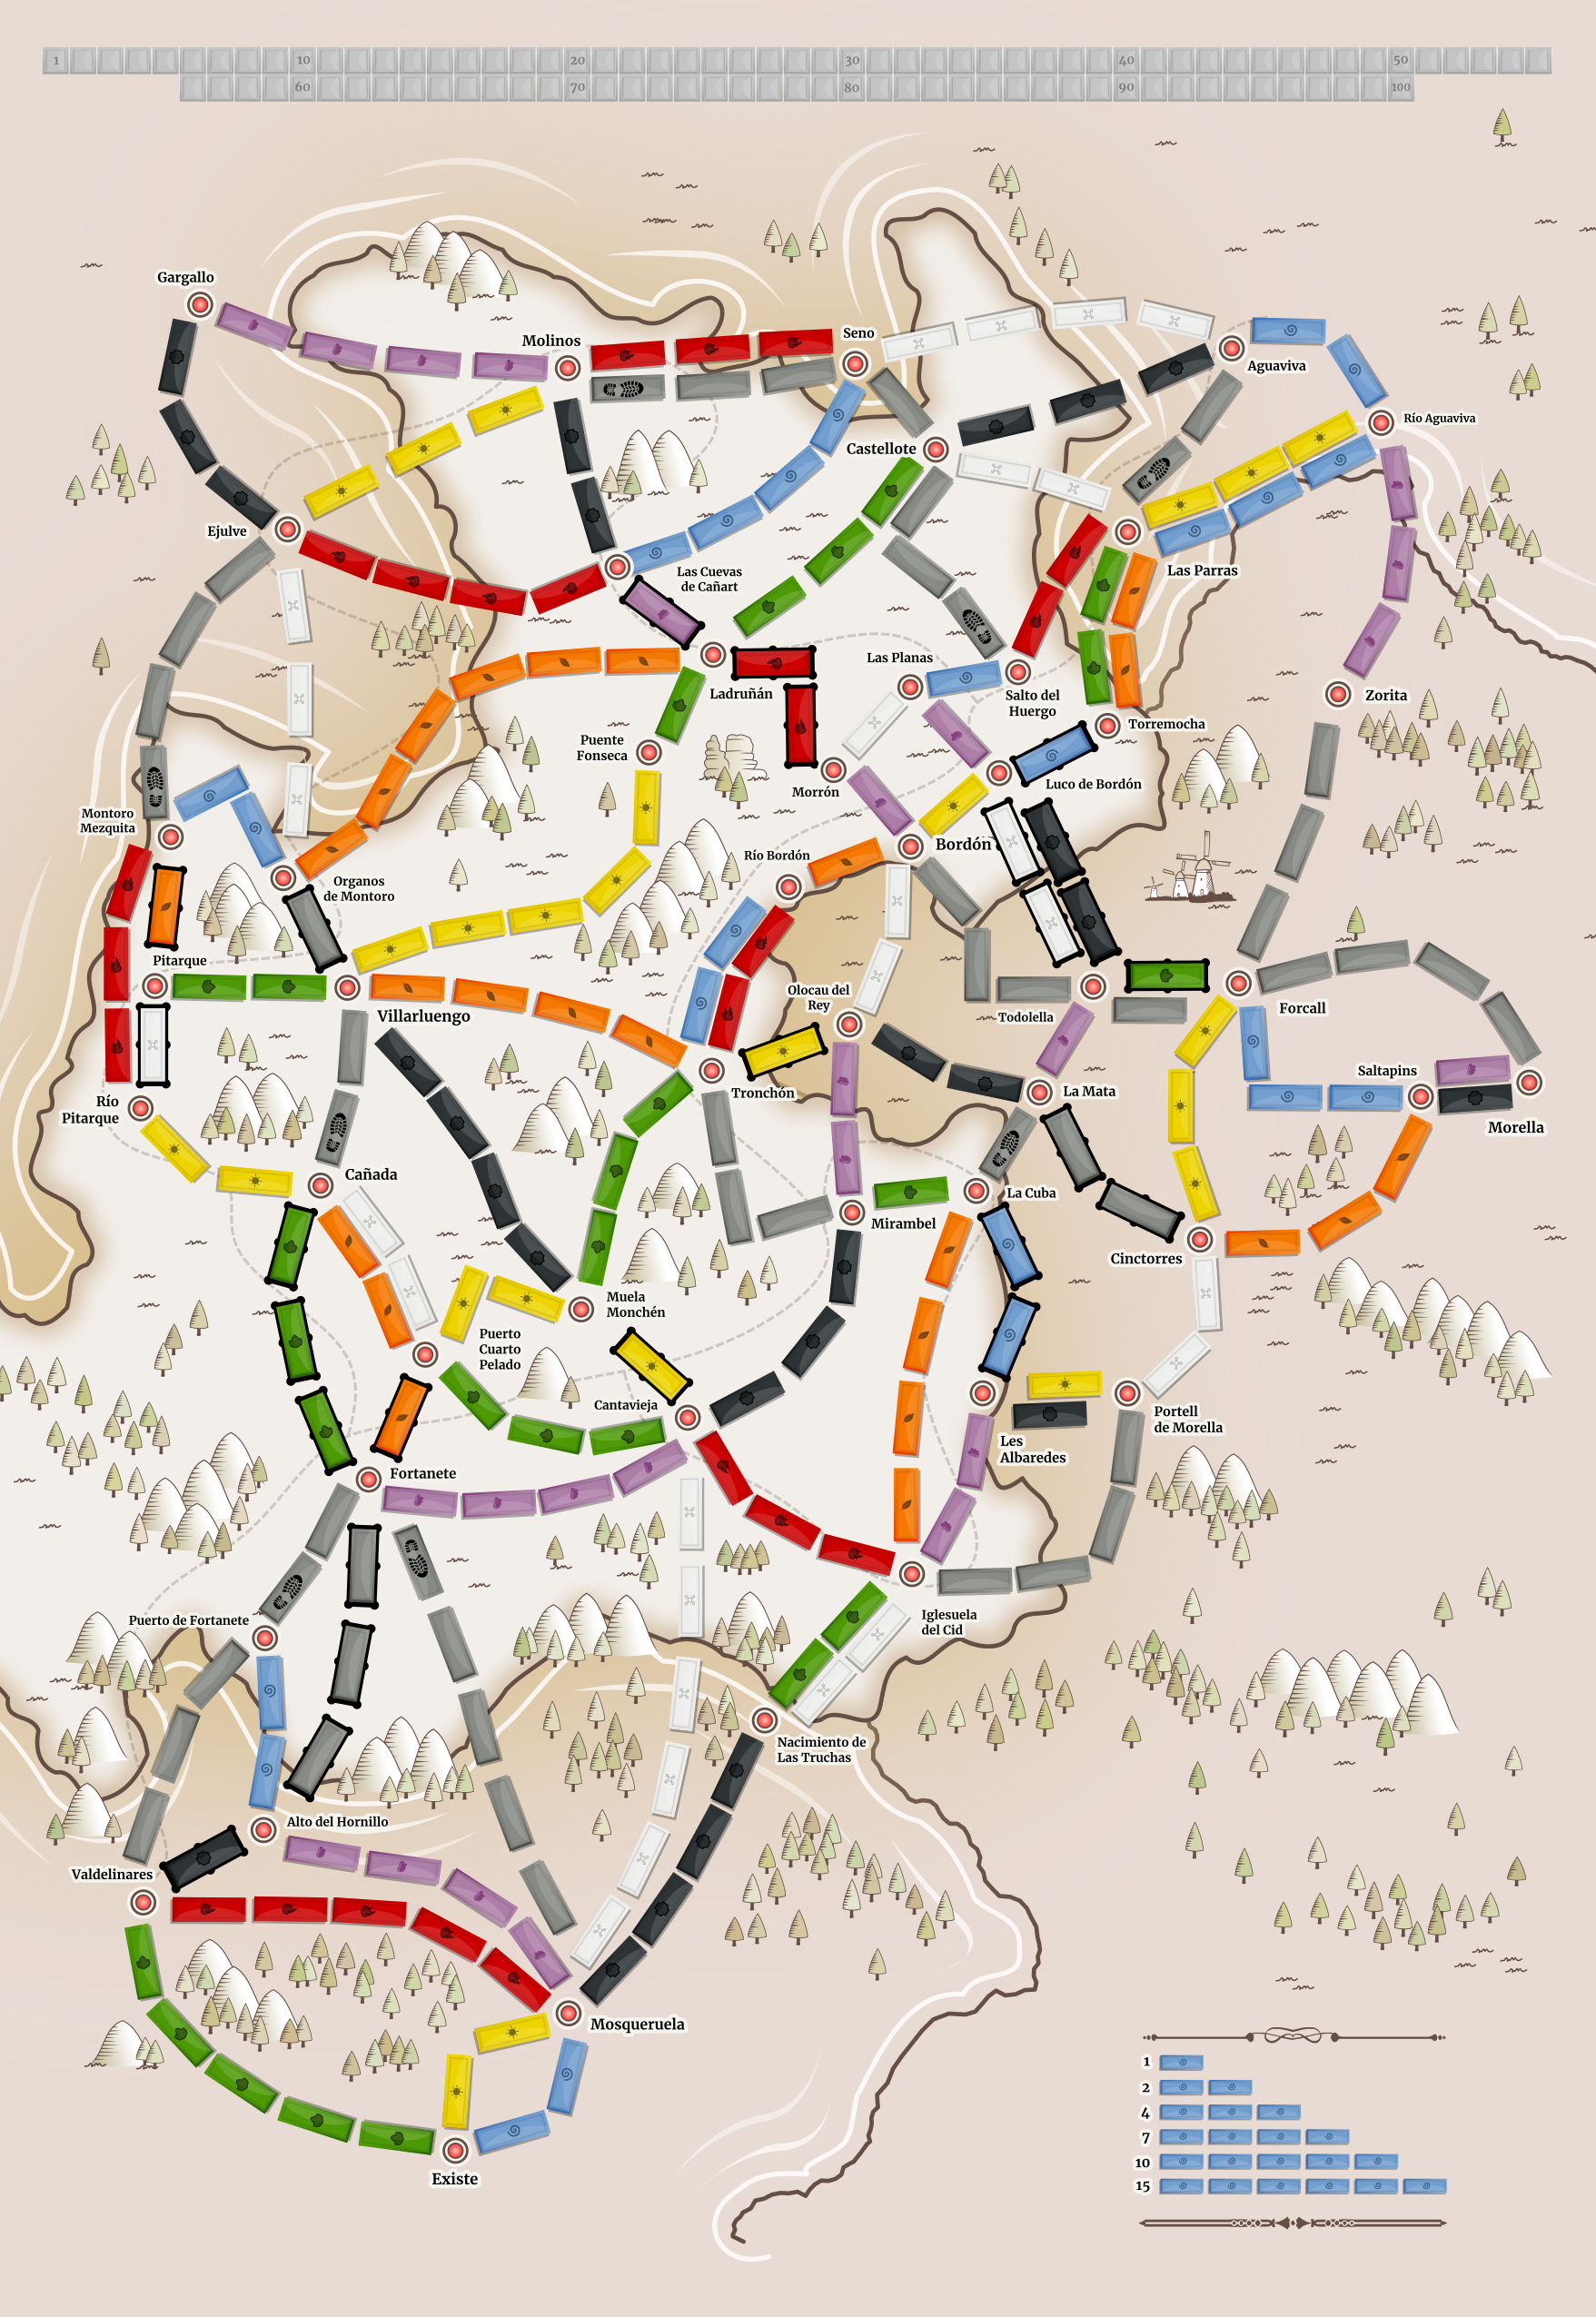 1 10 20 30 40 50
60 70 80 90 100
Gargallo
Seno
Molinos
Aguaviva
Río Aguaviva
Castellote
Ejulve
Las Cuevas
de Cañart
Las Parras
Las Planas
Ladruñán
Salto del
Huergo
Zorita
Torremocha
Puente
Fonseca
Morrón
Luco de Bordón
Montoro
Mezquita
Bordón
Río Bordón
Organos
de Montoro
Pitarque
Olocau del
Rey
Villarluengo
Todolella
Forcall
Saltapins
Tronchón
La Mata
Río
Pitarque
Morella
Cañada
La Cuba
Mirambel
Cinctorres
Muela
Monchén
Puerto
Cuarto
Pelado
Cantavieja
Portell
de Morella
Les
Albaredes
Fortanete
Iglesuela
del Cid
Puerto de Fortanete
Nacimiento de
Las Truchas
Alto del Hornillo
Valdelinares
Mosqueruela
Existe
1
2
4
7
10
15